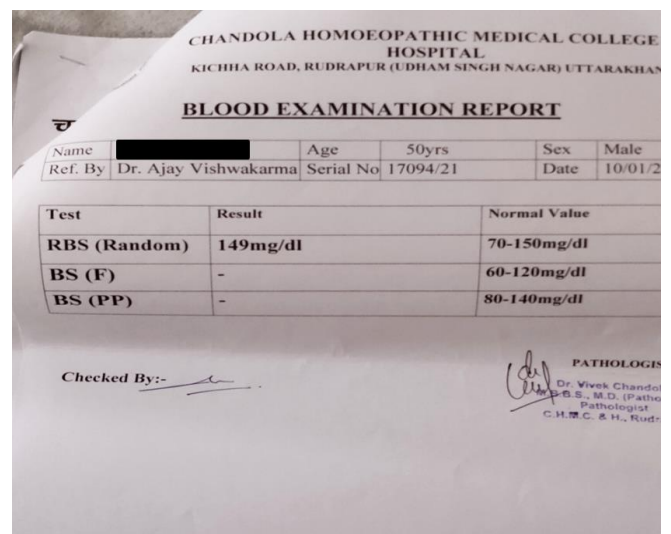 CHANDOLA HOMOEOPATHIC MEDICAL COLLEGE
HOSPITAL
KICHHA ROAD, RUDRAPUR (UDHAM SINGH NAGAR) UTTARAKHAN
च
BLOOD EXAMINATION REPORT
Name Age 50yrs Sex Male
Ref. By Dr. Ajay Vishwakarma Serial No 17094/21 Date 10/01/2
Test Result Normal Value
RBS (Random) 149mg/dl 70-150mg/dl
BS (F) - 60-120mg/dl
BS (PP) - 80-140mg/dl
PATHOLOGIS
Checked By:-
Dr. Vivek Chandol
M.B.B.S., M.D. (Patho
Pathologist
C.H.M.C. & H., Rudr